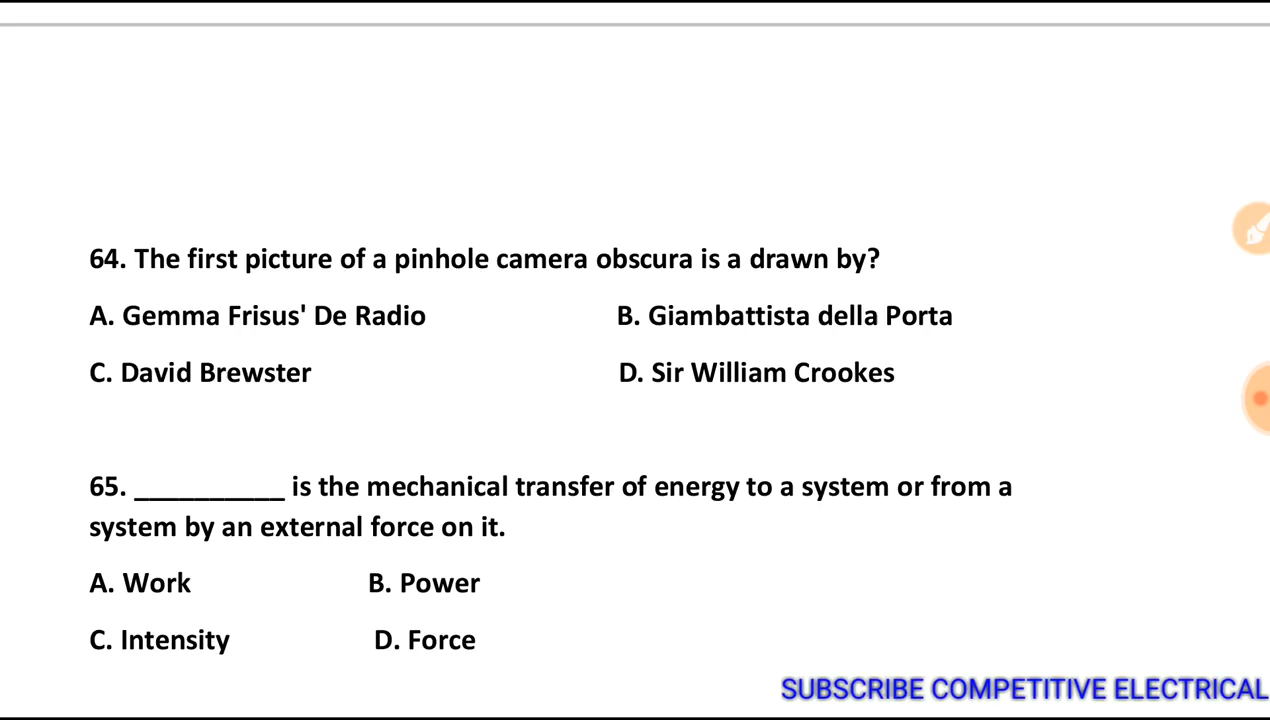 64. The first picture of a pinhole camera obscura is a drawn by?
A. Gemma Frisus' De Radio B. Giambattista della Porta
C. David Brewster D. Sir William Crookes
65. __________ is the mechanical transfer of energy to a system or from a
system by an external force on it.
A. Work B. Power
C. Intensity D. Force
SUBSCRIBE COMPETITIVE ELECTRICAL